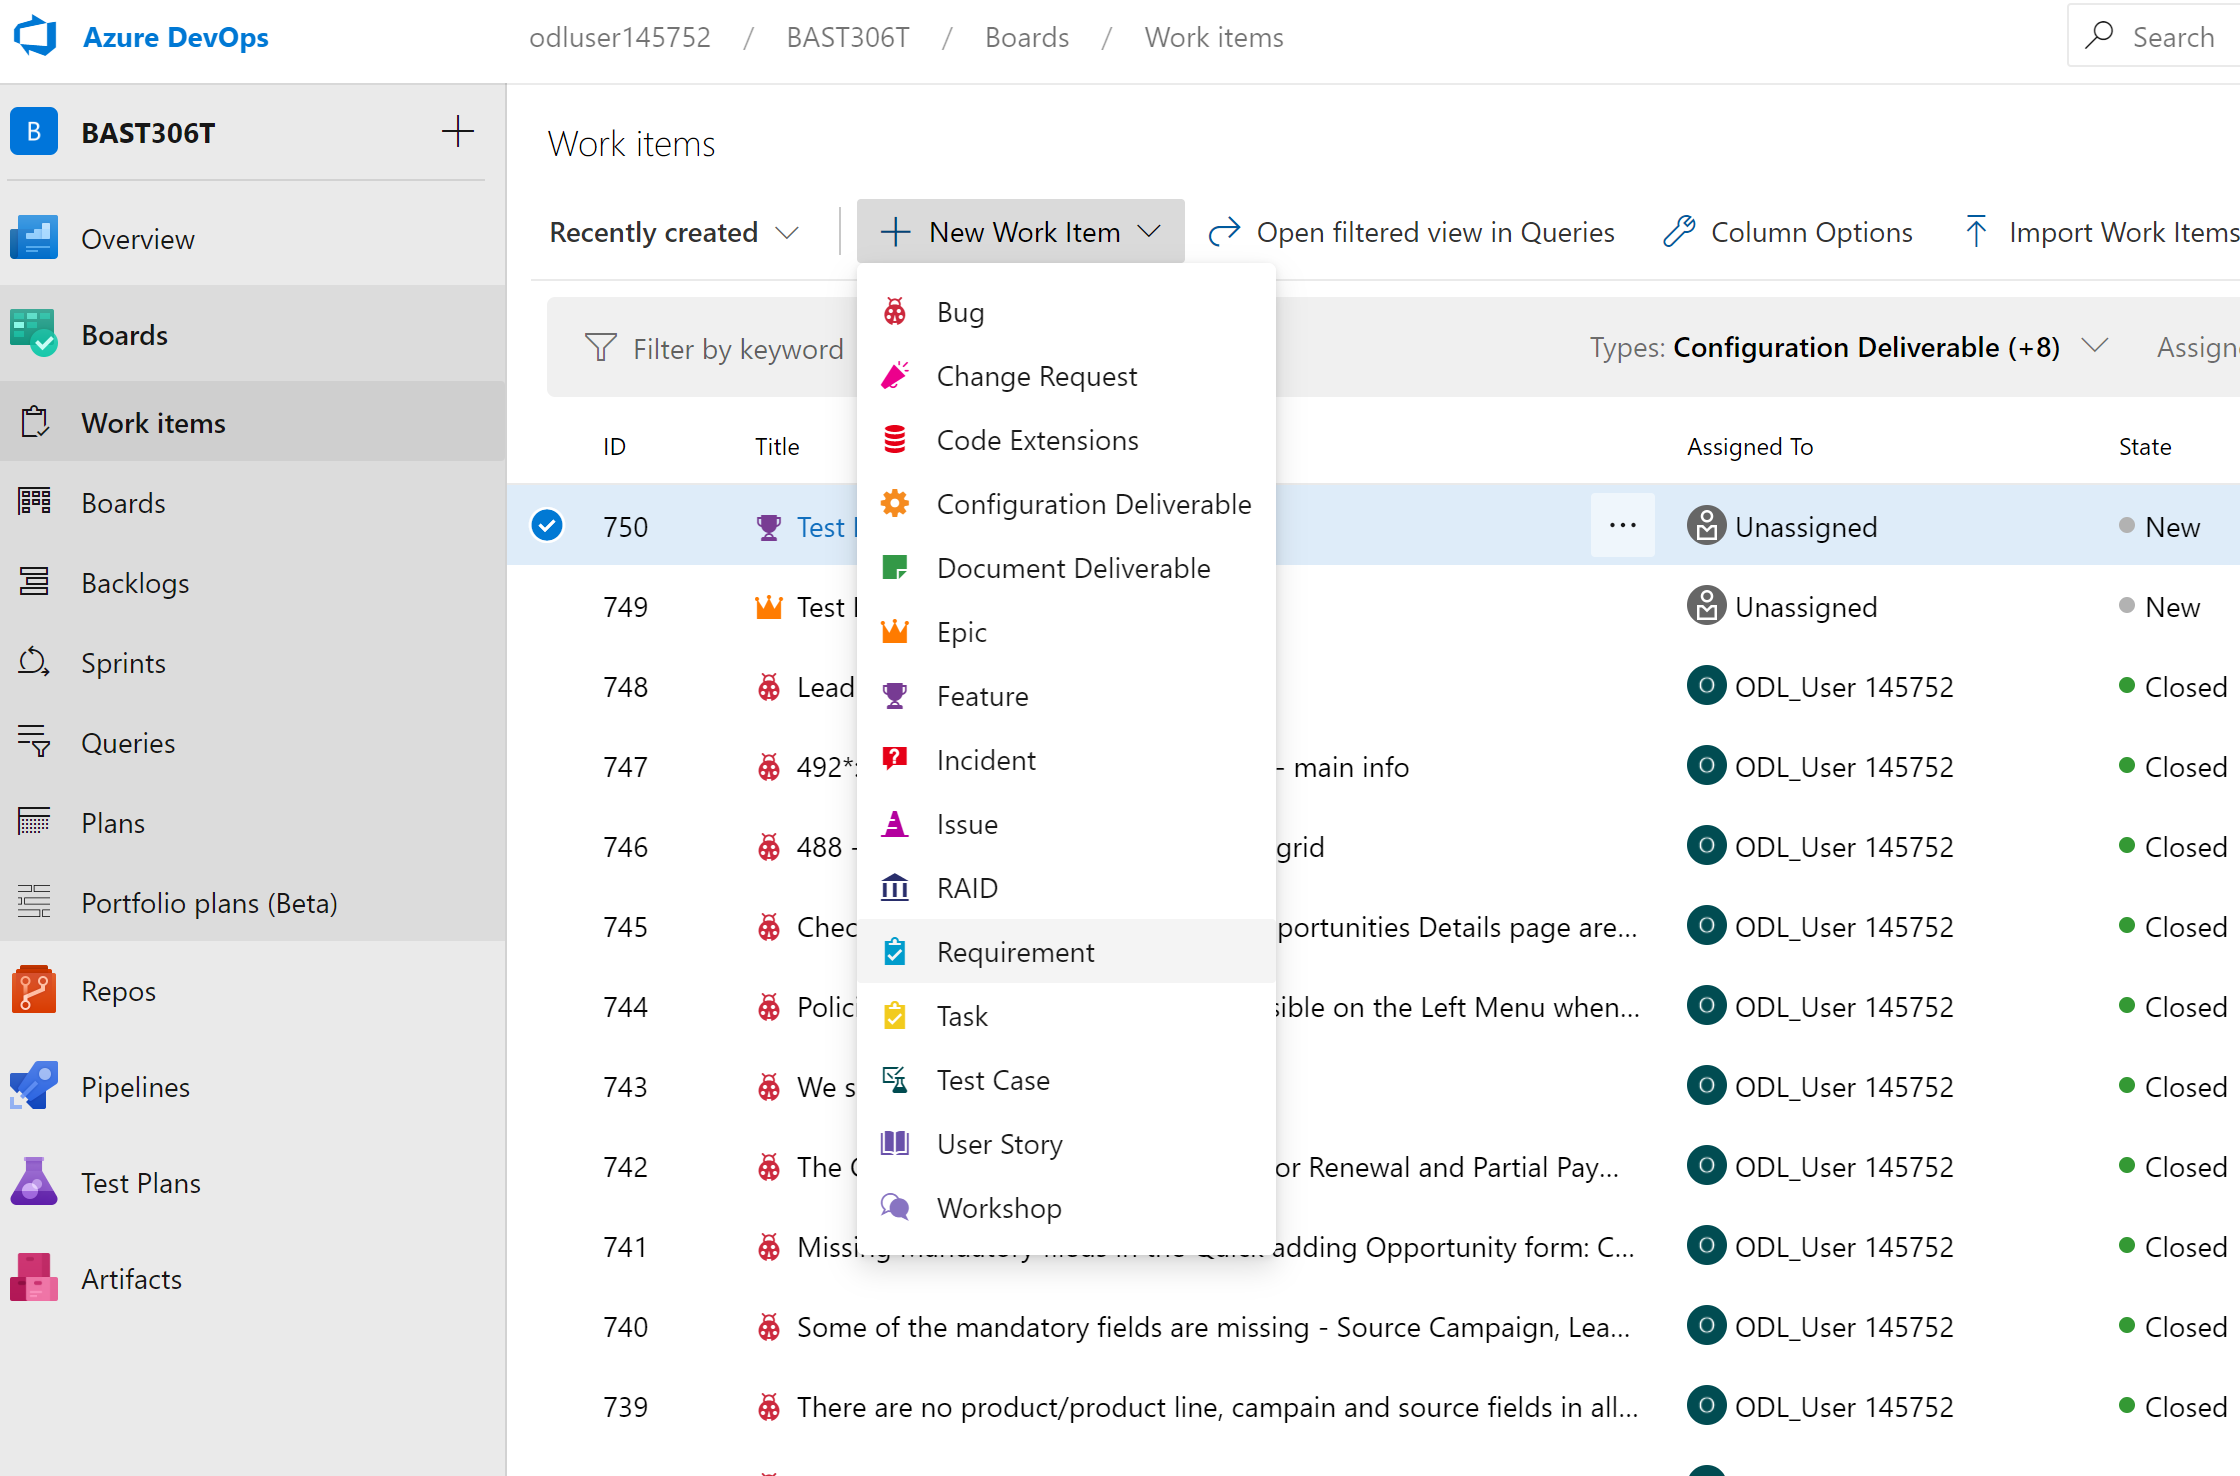 Azure DevOps
odluser145752 / BAST306T / Boards / Work items
Search
B BAST306T
Work items
Recently created
New Work Item
Open filtered view in Queries
Column Options
Import Work Items
Overview
Boards
Work items
Boards
Backlogs
Sprints
Queries
Plans
Portfolio plans (Beta)
Repos
Pipelines
Test Plans
Artifacts
Filter by keyword
Types: Configuration Deliverable (+8)
Assign
Bug
Change Request
Code Extensions
Configuration Deliverable
Document Deliverable
Epic
Feature
Incident
Issue
RAID
Requirement
Task
Test Case
User Story
Workshop
ID Title Assigned To State
750 Test Unassigned New
749 Test Unassigned New
748 Lead O ODL_User 145752 Closed
747 492*: - main info O ODL_User 145752 Closed
746 488 - grid O ODL_User 145752 Closed
745 Chec portunities Details page are... O ODL_User 145752 Closed
744 Polici sible on the Left Menu when... O ODL_User 145752 Closed
743 We s O ODL_User 145752 Closed
742 The or Renewal and Partial Pay... O ODL_User 145752 Closed
741 Missing mandatory fileds in the Quick adding Opportunity form: C... O ODL_User 145752 Closed
740 Some of the mandatory fields are missing - Source Campaign, Lea... O ODL_User 145752 Closed
739 There are no product/product line, campain and source fields in all... O ODL_User 145752 Closed